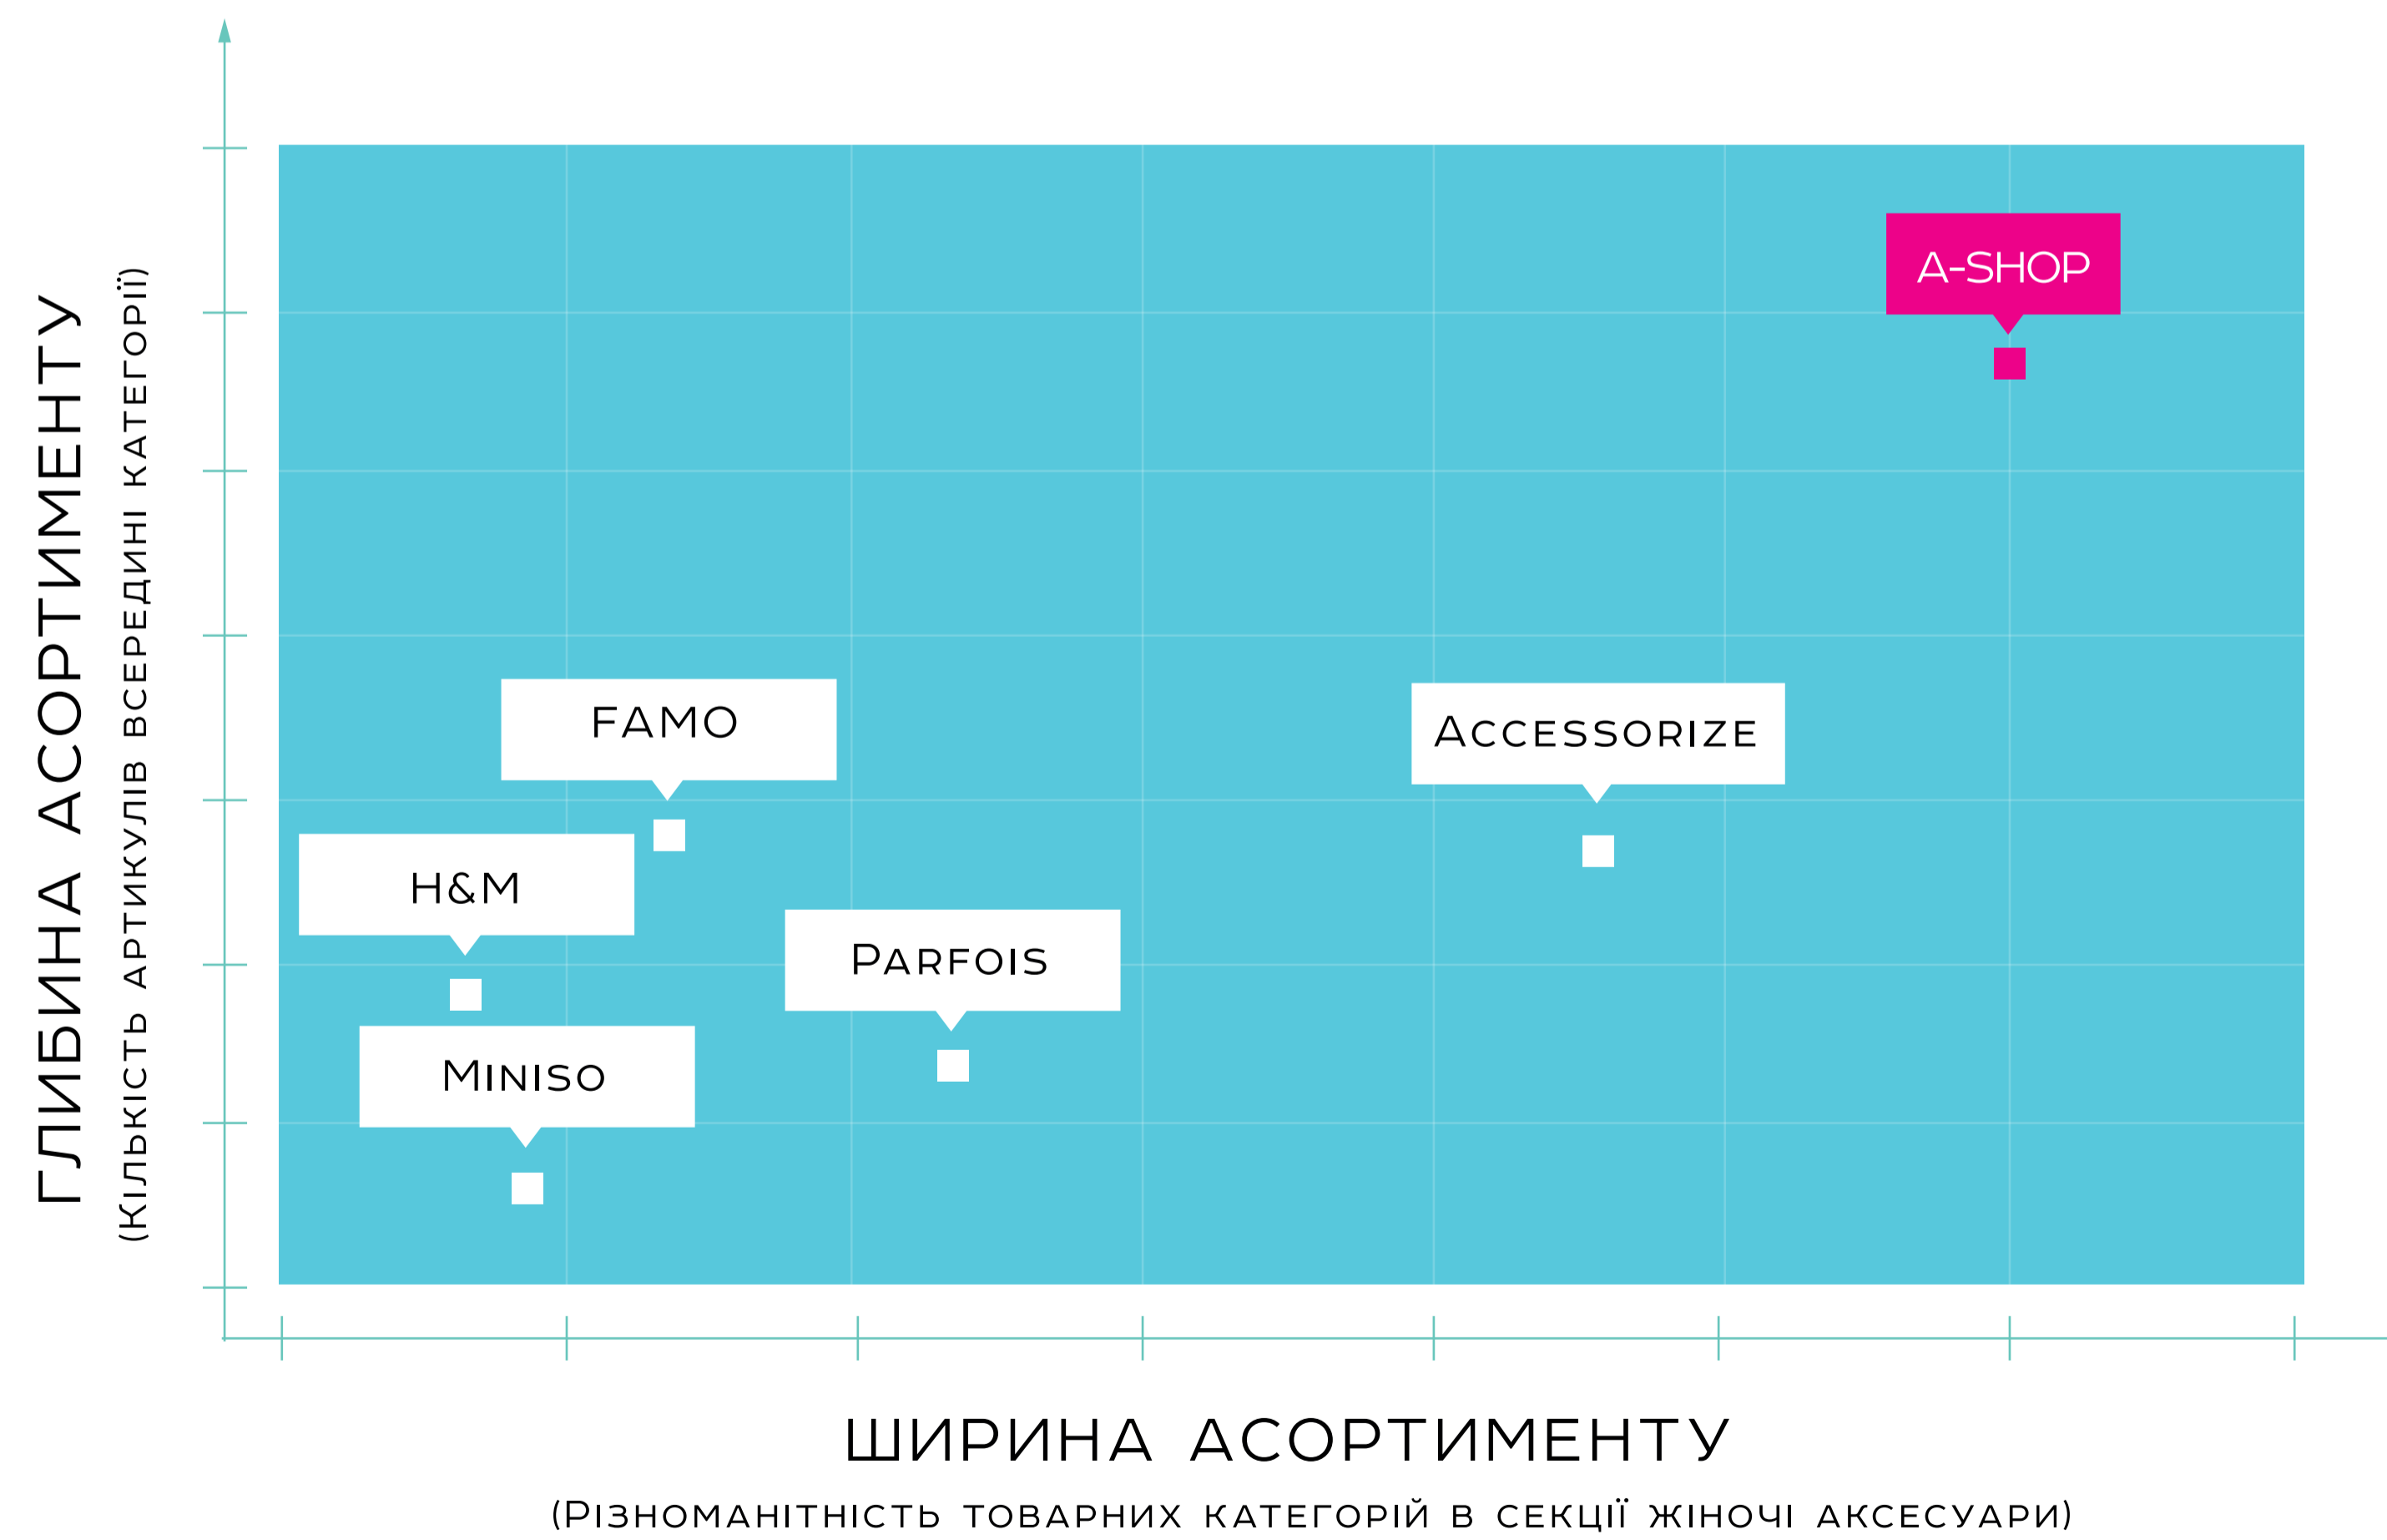 ГЛИБИНА АСОРТИМЕНТУ
(Кількість артикулів всередині категорії)
A-SHOP
FAMO
ACCESSORIZE
H&M
PARFOIS
MINISO
ШИРИНА АСОРТИМЕНТУ
(Різноманітність товарних категорій в секції жіночі аксесуари)